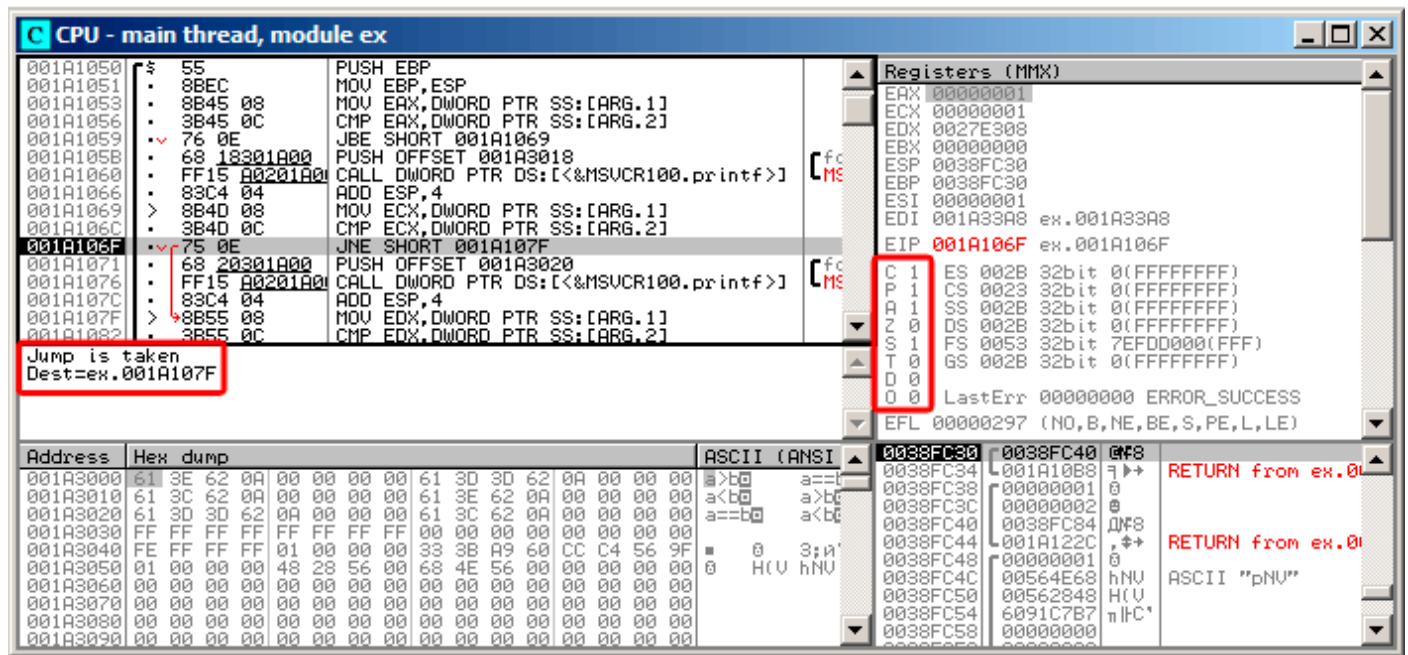 CPU - main thread, module ex
001A1050 $ 55 PUSH EBP
001A1051 . 8BEC MOV EBP,ESP
001A1053 . 8B45 08 MOV EAX,DWORD PTR SS:[ARG.1]
001A1056 . 3B45 0C CMP EAX,DWORD PTR SS:[ARG.2]
001A1059 . 76 0E JBE SHORT 001A1069
001A105B . 68 18301A00 PUSH OFFSET 001A3018
001A1060 . FF15 A0201A0 CALL DWORD PTR DS:[<&MSVCR100.printf>] MS
001A1066 . 83C4 04 ADD ESP,4
001A1069 > 8B4D 08 MOV ECX,DWORD PTR SS:[ARG.1]
001A106C . 3B4D 0C CMP ECX,DWORD PTR SS:[ARG.2]
001A106F . 75 0E JNE SHORT 001A107F
001A1071 . 68 20301A00 PUSH OFFSET 001A3020
001A1076 . FF15 A0201A0 CALL DWORD PTR DS:[<&MSVCR100.printf>] MS
001A107C . 83C4 04 ADD ESP,4
001A107F > 8B55 08 MOV EDX,DWORD PTR SS:[ARG.1]
001A1082 . 3B55 0C CMP EDX,DWORD PTR SS:[ARG.2]
Jump is taken
Dest=ex.001A107F
Registers (MMX)
EAX 00000001
ECX 00000001
EDX 0027E308
EBX 00000000
ESP 0038FC30
EBP 0038FC30
ESI 00000001
EDI 001A33A8 ex.001A33A8
EIP 001A106F ex.001A106F
C 1 ES 002B 32bit 0(FFFFFFFF)
P 1 CS 0023 32bit 0(FFFFFFFF)
A 1 SS 002B 32bit 0(FFFFFFFF)
Z 0 DS 002B 32bit 0(FFFFFFFF)
S 1 FS 0053 32bit 7EFDD000(FFF)
T 0 GS 002B 32bit 0(FFFFFFFF)
D 0
O 0 LastErr 00000000 ERROR_SUCCESS
EFL 00000297 (NO,B,NE,BE,S,PE,L,LE)
Address Hex dump ASCII (ANSI
001A3000 61 3E 62 0A 00 00 00 00 61 3D 3D 62 0A 00 00 00 a>b a==b
001A3010 61 3C 62 0A 00 00 00 00 61 3E 62 0A 00 00 00 00 a<b a>b
001A3020 61 3D 3D 62 0A 00 00 00 61 3C 62 0A 00 00 00 00 a==b a<b
001A3030 FF FF FF FF FF FF FF FF 00 00 00 00 00 00 00 00
001A3040 FE FF FF FF 01 00 00 00 33 3B A9 60 CC C4 56 9F 3;й`
001A3050 01 00 00 00 48 28 56 00 68 4E 56 00 00 00 00 00 H(V hNV
001A3060 00 00 00 00 00 00 00 00 00 00 00 00 00 00 00 00
001A3070 00 00 00 00 00 00 00 00 00 00 00 00 00 00 00 00
001A3080 00 00 00 00 00 00 00 00 00 00 00 00 00 00 00 00
001A3090 00 00 00 00 00 00 00 00 00 00 00 00 00 00 00 00
0038FC30 0038FC40
0038FC34 001A10B8 RETURN from ex.00
0038FC38 00000001
0038FC3C 00000002
0038FC40 0038FC84
0038FC44 001A122C RETURN from ex.00
0038FC48 00000001
0038FC4C 00564E68 hNV ASCII "pNV"
0038FC50 00562848 H(V
0038FC54 6091C7B7
0038FC58 00000000